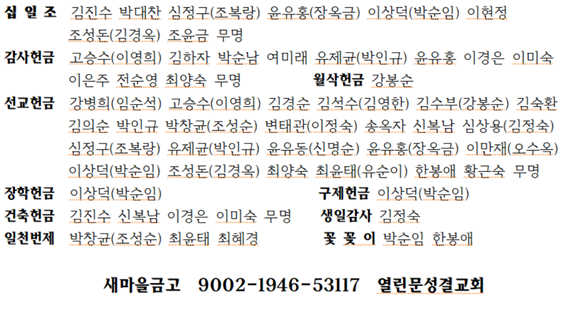 십 일 조 김진수 박대찬 심정구(조복랑) 윤유홍(장옥금) 이상덕(박순임) 이현정
조성돈(김경옥) 조윤금 무명
감사헌금 고승수(이영희) 김하자 박순남 여미래 유제균(박인규) 윤유홍 이경은 이미숙
이은주 전순영 최양숙 무명 월삭헌금 강봉순
선교헌금 강병희(임순석) 고승수(이영희) 김경순 김석수(김영한) 김수부(강봉순) 김숙환
김의순 박인규 박창균(조성순) 변태관(이정숙) 송옥자 신복남 심상용(김정숙)
심정구(조복랑) 유제균(박인규) 윤유동(신명순) 윤유홍(장옥금) 이만재(오수옥)
이상덕(박순임) 조성돈(김경옥) 최양숙 최윤태(유순이) 한봉애 황근숙 무명
장학헌금 이상덕(박순임) 구제헌금 이상덕(박순임)
건축헌금 김진수 신복남 이경은 이미숙 무명 생일감사 김정숙
일천번제 박창균(조성순) 최윤태 최혜경 꽃 꽂 이 박순임 한봉애
새마을금고 9002-1946-53117 열린문성결교회